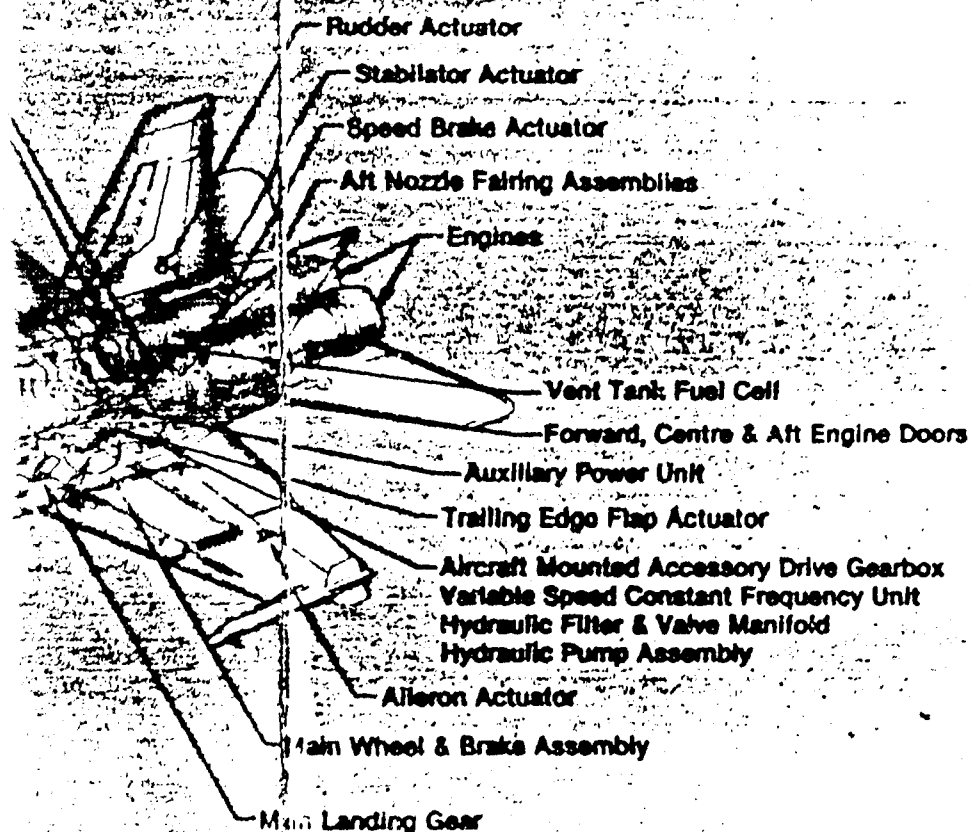 Rudder Actuator
Stabilator Actuator
Speed Brake Actuator
Aft Nozzle Fairing Assemblies
Engines
Vent Tank Fuel Cell
Forward, Centre & Aft Engine Doors
Auxiliary Power Unit
Trailing Edge Flap Actuator
Aircraft Mounted Accessory Drive Gearbox
Variable Speed Constant Frequency Unit
Hydraulic Filter & Valve Manifold
Hydraulic Pump Assembly
Aileron Actuator
Main Wheel & Brake Assembly
Main Landing Gear